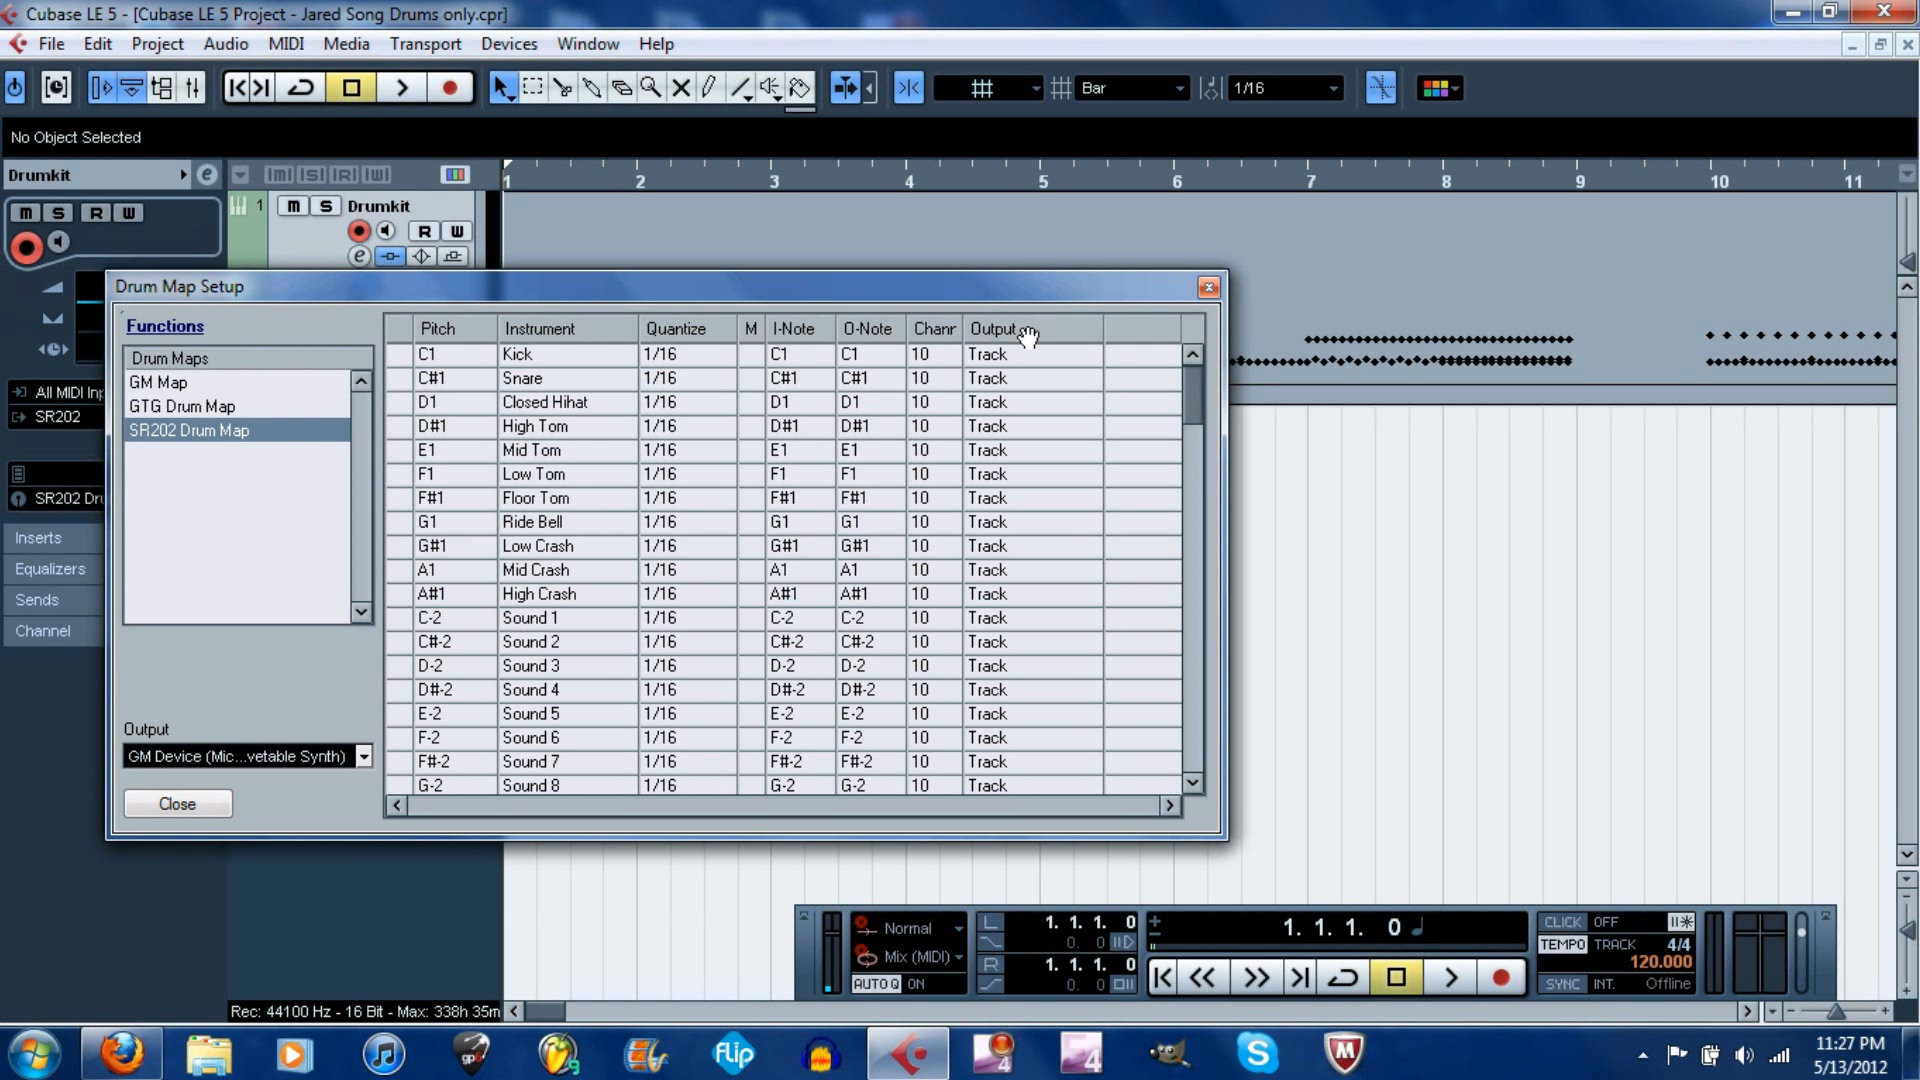 Cubase LE 5 - [Cubase LE 5 Project - Jared Song Drums only.cpr]
File Edit Project Audio MIDI Media Transport Devices Window Help
Bar 1/16
No Object Selected
Drumkit e
m S R W
1 2 3 4 5 6 7 8 9 10 11
1 m S Drumkit
R W
e
All MIDI Inp
SR202
SR202 Dru
Inserts
Equalizers
Sends
Channel
Drum Map Setup
Functions
Drum Maps
GM Map
GTG Drum Map
SR202 Drum Map
Output
GM Device (Mic...vetable Synth)
Close
Pitch Instrument Quantize M I-Note O-Note Chanr Output
C1 Kick 1/16 C1 C1 10 Track
C#1 Snare 1/16 C#1 C#1 10 Track
D1 Closed Hihat 1/16 D1 D1 10 Track
D#1 High Tom 1/16 D#1 D#1 10 Track
E1 Mid Tom 1/16 E1 E1 10 Track
F1 Low Tom 1/16 F1 F1 10 Track
F#1 Floor Tom 1/16 F#1 F#1 10 Track
G1 Ride Bell 1/16 G1 G1 10 Track
G#1 Low Crash 1/16 G#1 G#1 10 Track
A1 Mid Crash 1/16 A1 A1 10 Track
A#1 High Crash 1/16 A#1 A#1 10 Track
C-2 Sound 1 1/16 C-2 C-2 10 Track
C#-2 Sound 2 1/16 C#-2 C#-2 10 Track
D-2 Sound 3 1/16 D-2 D-2 10 Track
D#-2 Sound 4 1/16 D#-2 D#-2 10 Track
E-2 Sound 5 1/16 E-2 E-2 10 Track
F-2 Sound 6 1/16 F-2 F-2 10 Track
F#-2 Sound 7 1/16 F#-2 F#-2 10 Track
G-2 Sound 8 1/16 G-2 G-2 10 Track
Normal
Mix (MIDI)
AUTO Q ON
L 1. 1. 1. 0
0. 0
R 1. 1. 1. 0
0. 0
1. 1. 1. 0
CLICK OFF
TEMPO TRACK 4/4
120.000
SYNC INT. Offline
Rec: 44100 Hz - 16 Bit - Max: 338h 35m
gp6
9
FLIP
4
4
S
M
11:27 PM
5/13/2012